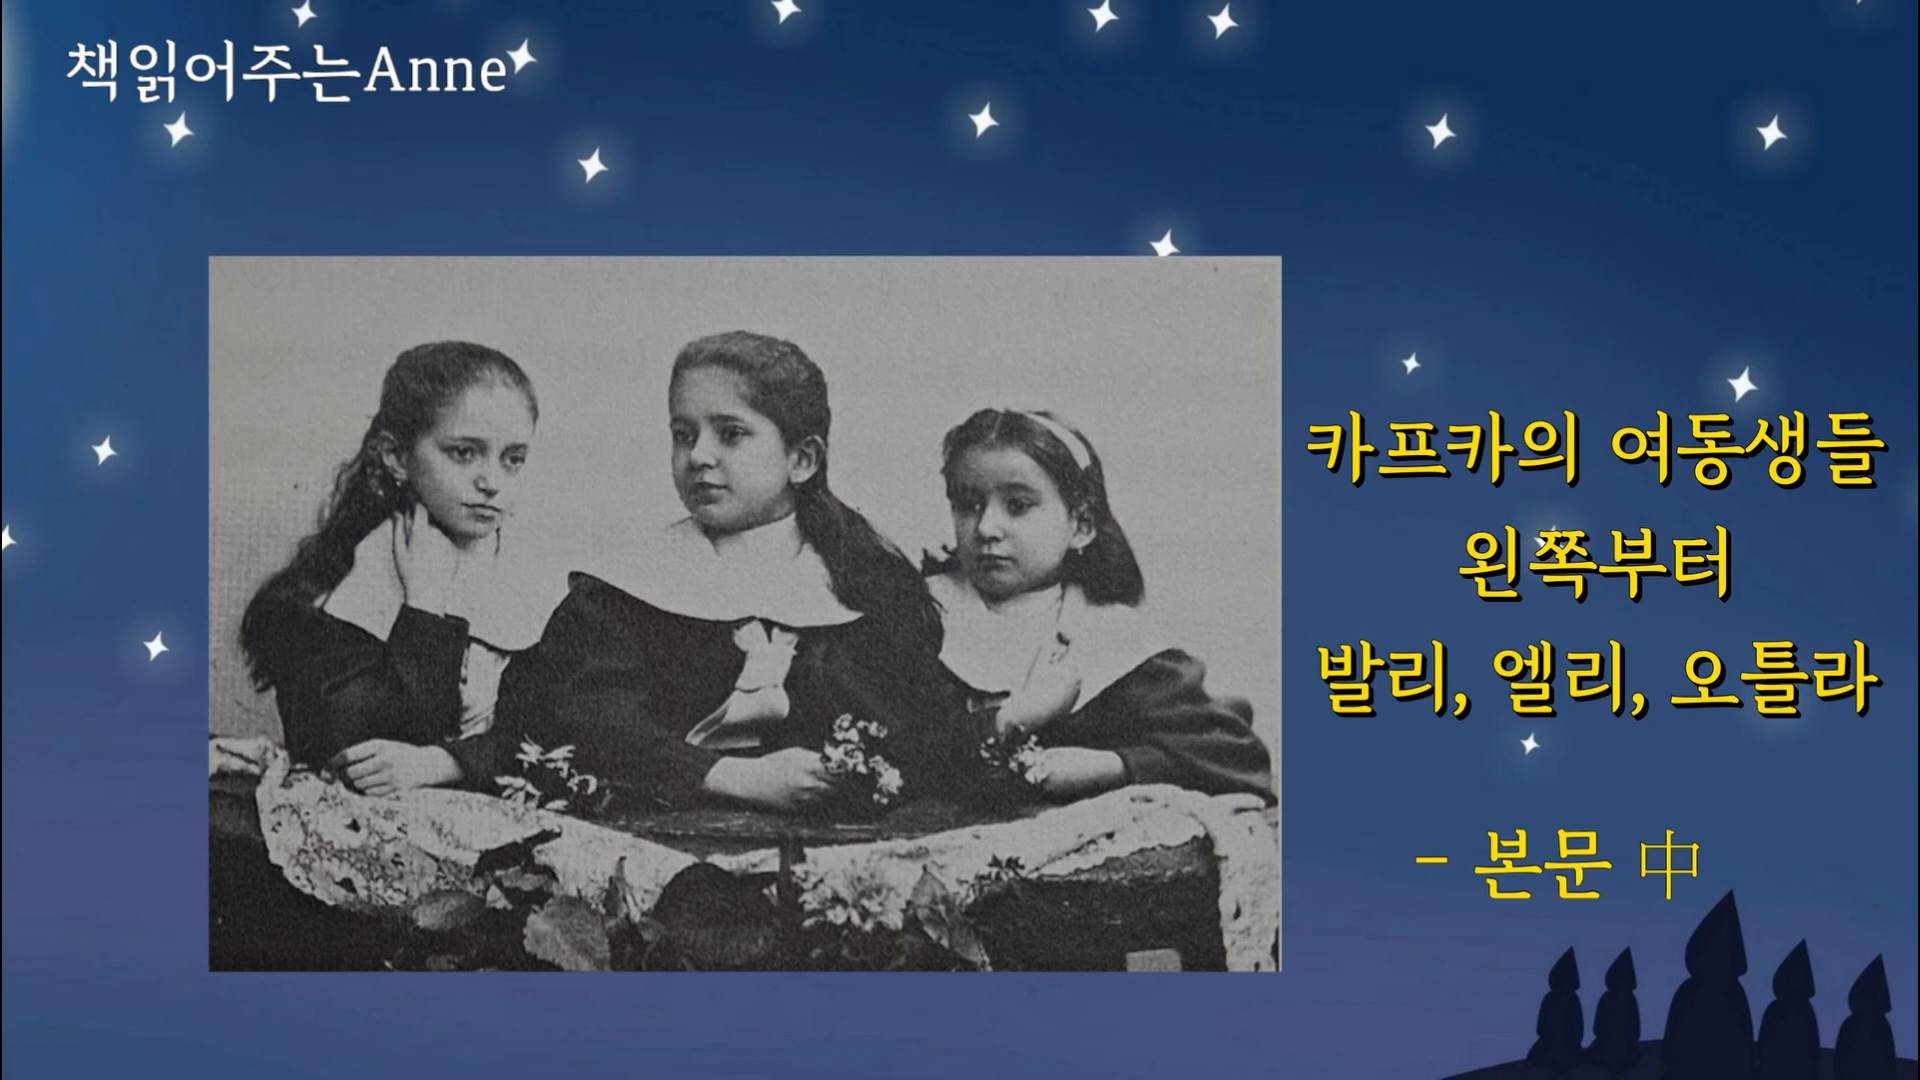 책읽어주는Anne
카프카의 여동생들
왼쪽부터
발리, 엘리, 오틀라
- 본문 中